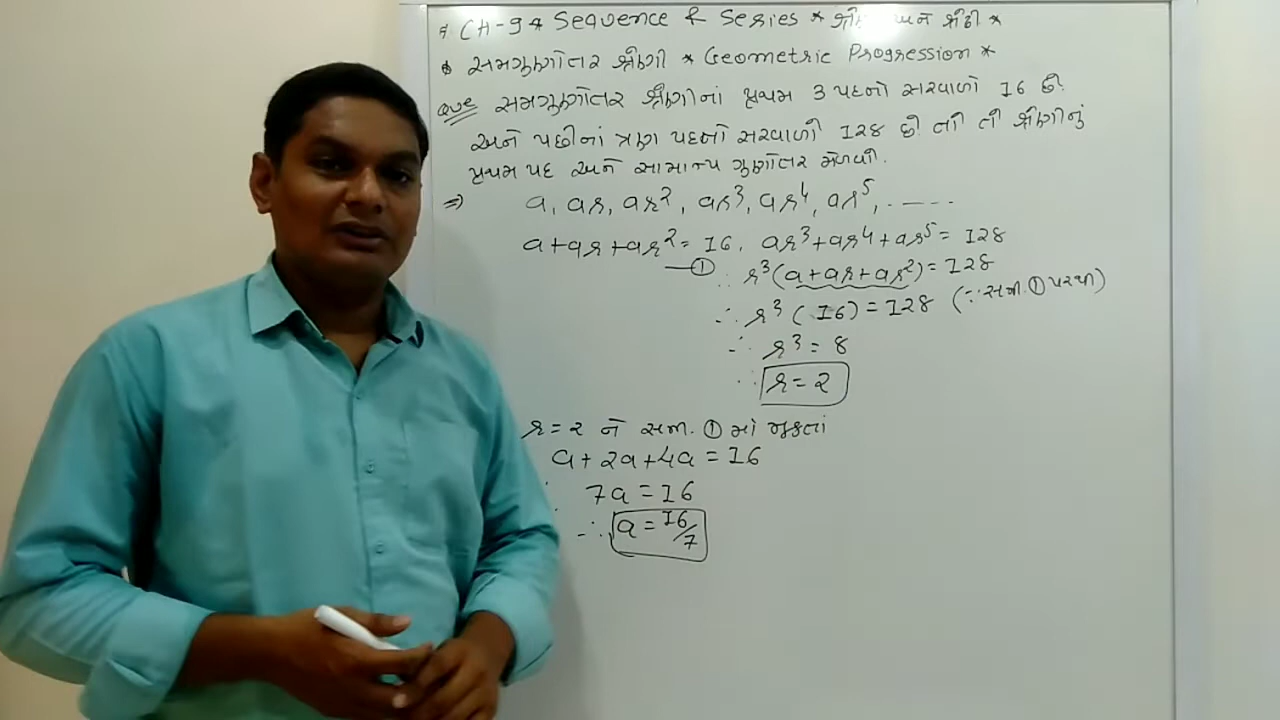 * CH-9 * Sequence & Series * શ્રેણી અને શ્રેઢી *
* સમગુણોત્તર શ્રેણી * Geometric Progression *
Que સમગુણોત્તર શ્રેણીનાં પ્રથમ 3 પદનો સરવાળો 16 છે.
અને પછીનાં ત્રણ પદનો સરવાળો 128 છે તો તે શ્રેણીનું
પ્રથમ પદ અને સામાન્ય ગુણોત્તર મેળવો.
⇒ a, ar, ar², ar³, ar⁴, ar⁵, -----
a+ar+ar² = 16, ar³+ar⁴+ar⁵ = 128
—① ∴ r³(a+ar+ar²) = 128
∴ r³(16) = 128 (∵ સમી. ① પરથી)
∴ r³ = 8
∴ r = 2
r = 2 ને સમી. ① માં મૂકતાં
a + 2a + 4a = 16
∴ 7a = 16
∴ a = 16/7